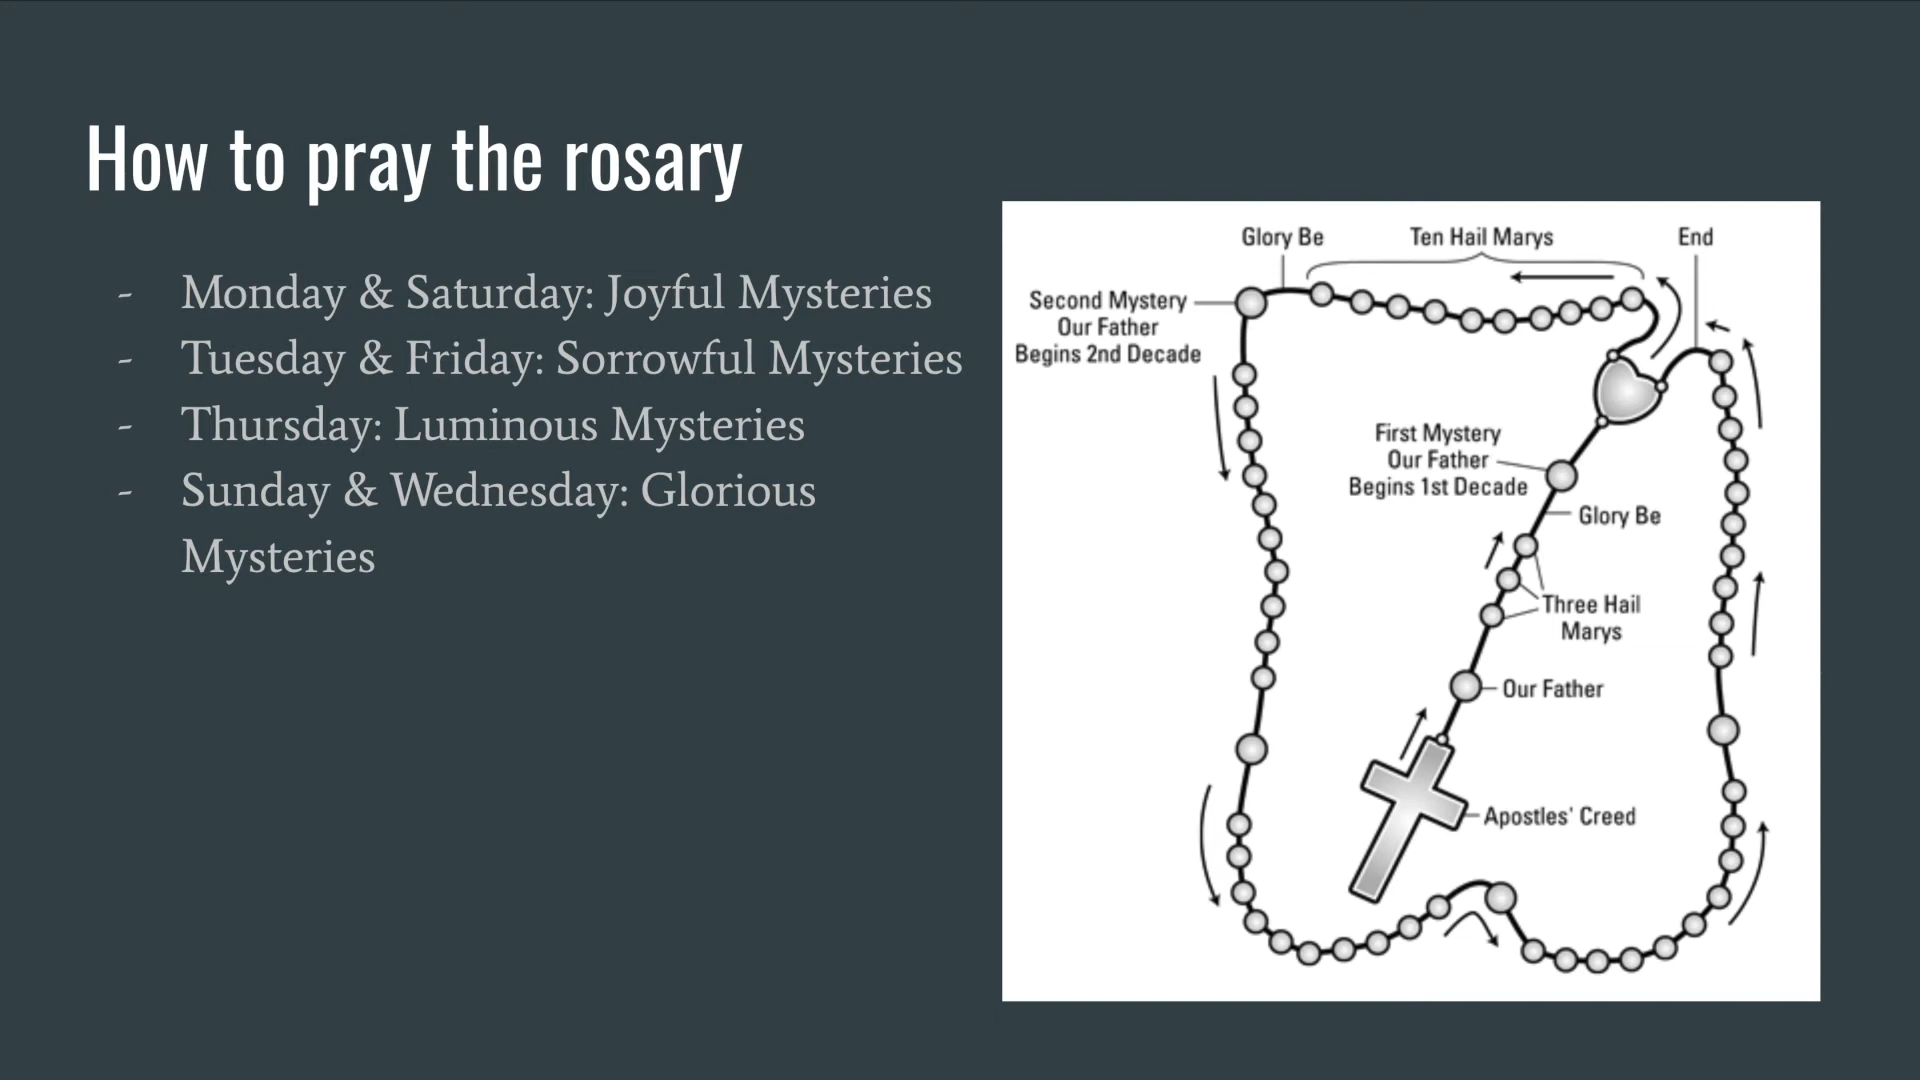 How to pray the rosary
- Monday & Saturday: Joyful Mysteries
- Tuesday & Friday: Sorrowful Mysteries
- Thursday: Luminous Mysteries
- Sunday & Wednesday: Glorious
Mysteries
Glory Be
Ten Hail Marys
End
Second Mystery
Our Father
Begins 2nd Decade
First Mystery
Our Father
Begins 1st Decade
Glory Be
Three Hail
Marys
Our Father
Apostles' Creed